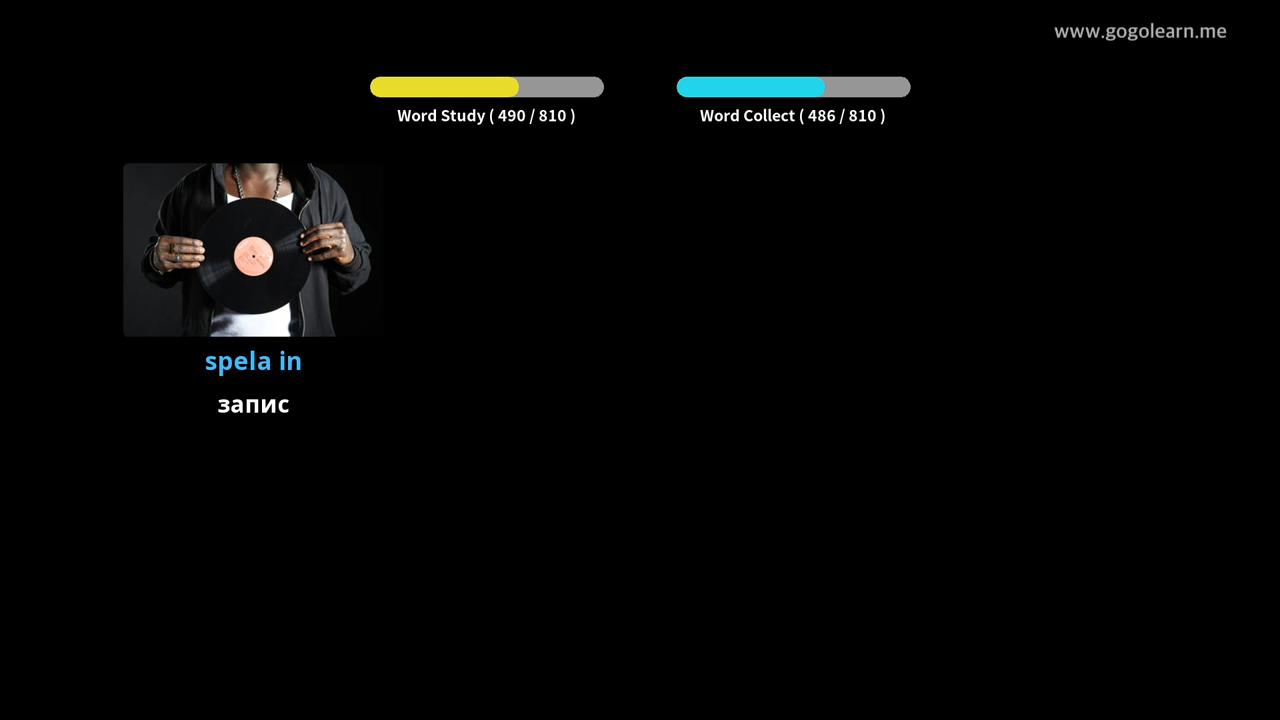 www.gogolearn.me
Word Study ( 490 / 810 )
Word Collect ( 486 / 810 )
spela in
запис